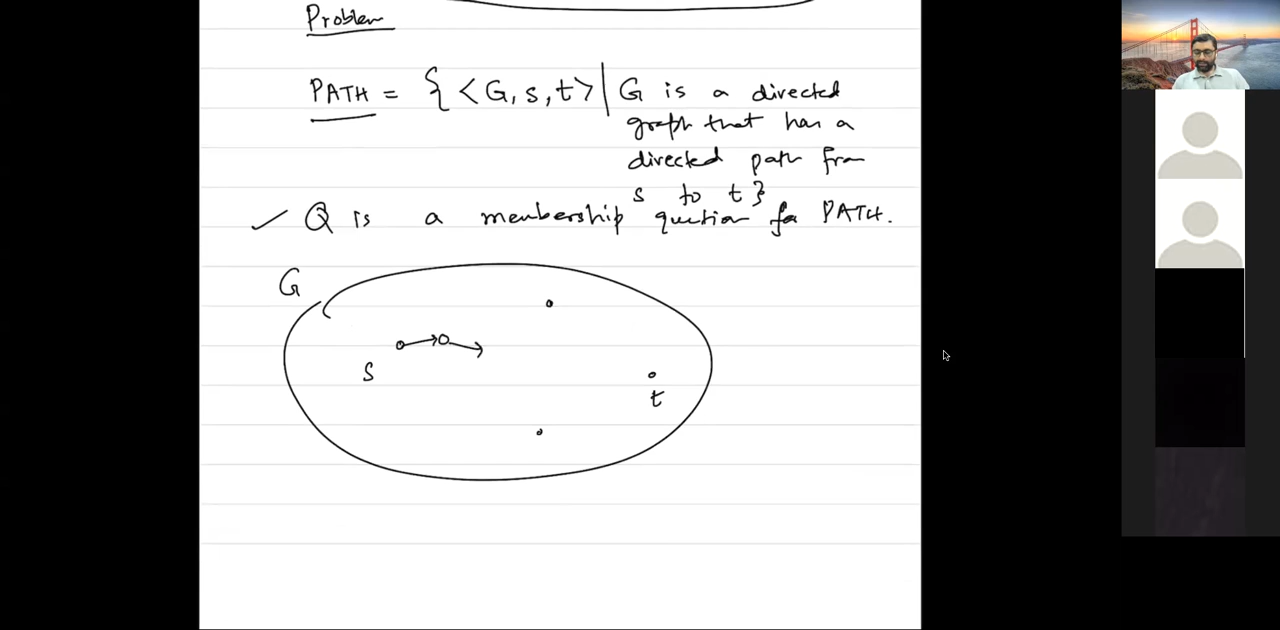 Problem
PATH = { <G, s, t> | G is a directed
graph that has a
directed path from
s to t }
Q is a membership question for PATH.
G
s
t